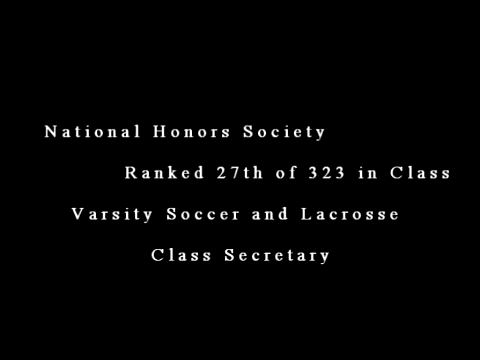 National Honors Society
Ranked 27th of 323 in Class
Varsity Soccer and Lacrosse
Class Secretary